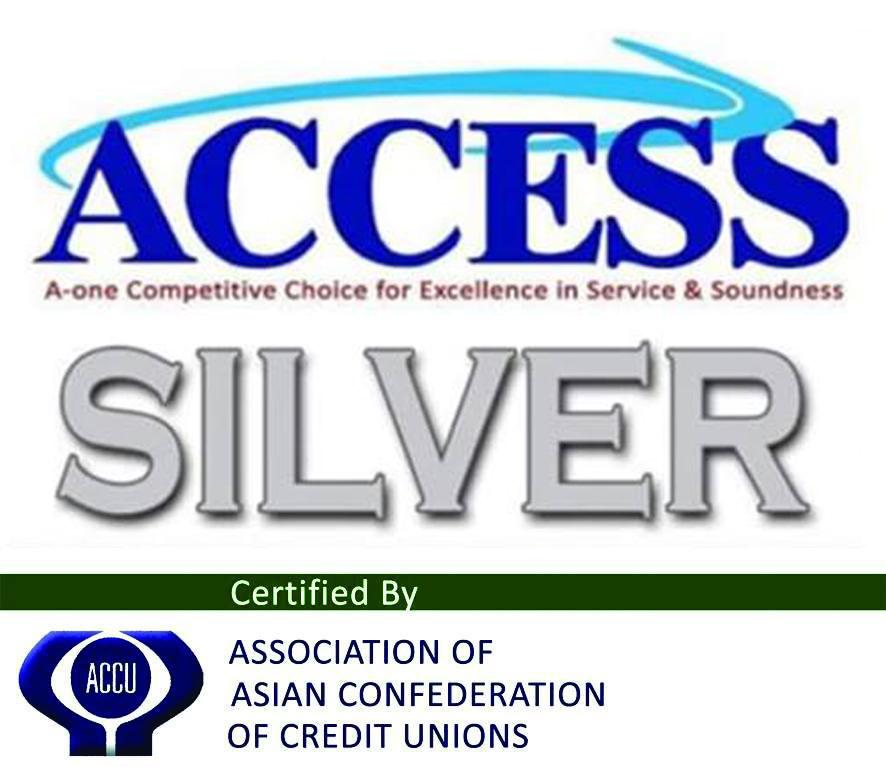 ACCESS
A-one Competitive Choice for Excellence in Service & Soundness
SILVER
Certified By
ACCU
ASSOCIATION OF
ASIAN CONFEDERATION
OF CREDIT UNIONS